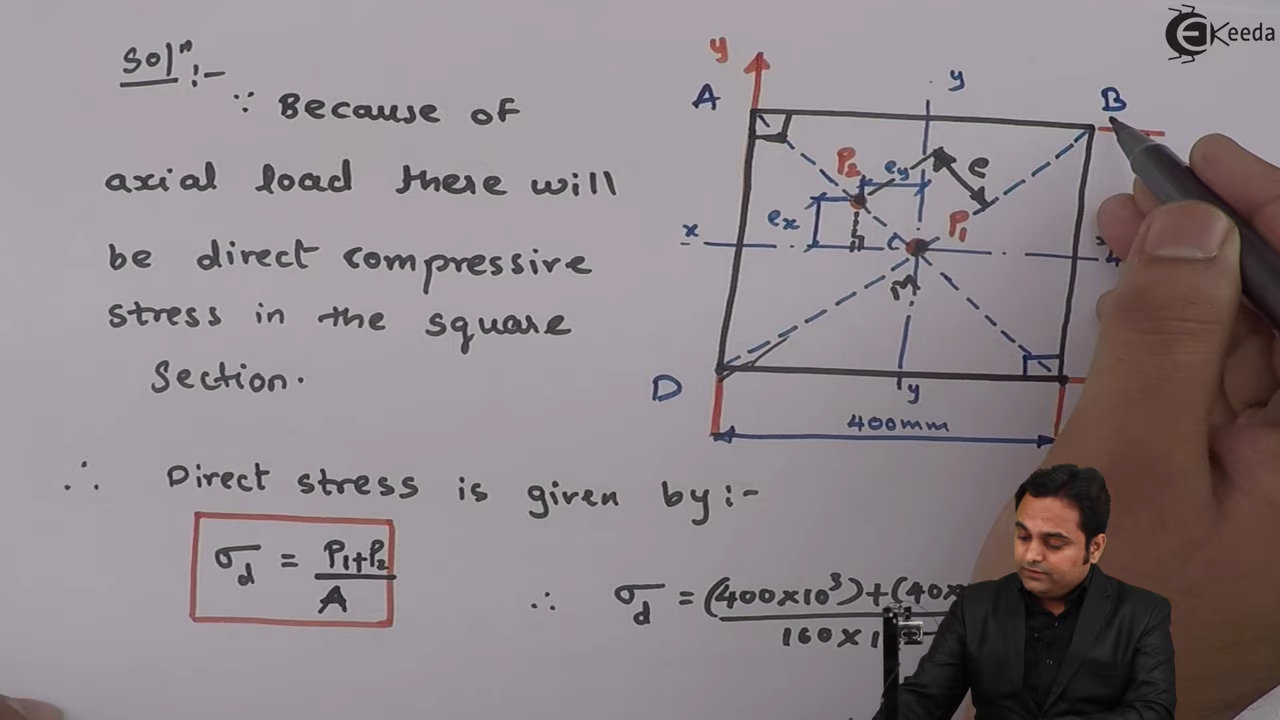 Solⁿ :-
∵ Because of
axial load there will
be direct compressive
stress in the square
Section.
∴ Direct stress is given by:-
σd = P1+P2
A
∴ σd = (400×10³)+(40×
160×1
Ekeeda
y
A
y
B
P2
ey
e
ex
P1
x
M
D
y
400mm